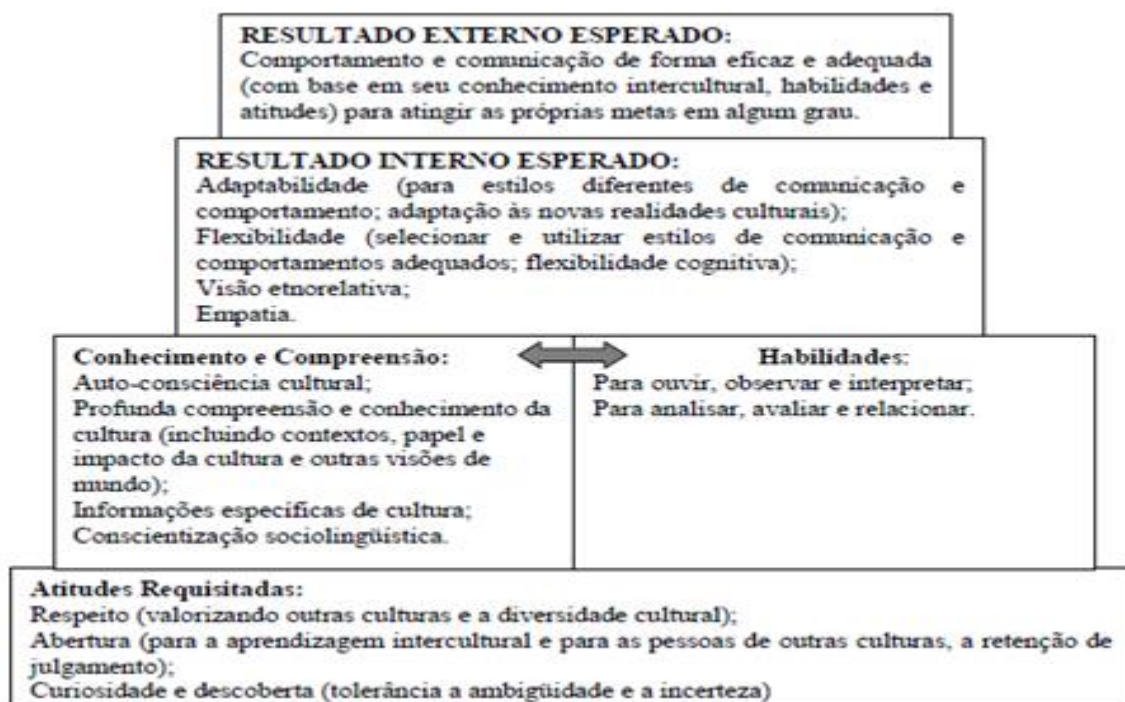 RESULTADO EXTERNO ESPERADO:
Comportamento e comunicação de forma eficaz e adequada
(com base em seu conhecimento intercultural, habilidades e
atitudes) para atingir as próprias metas em algum grau.
RESULTADO INTERNO ESPERADO:
Adaptabilidade (para estilos diferentes de comunicação e
comportamento; adaptação às novas realidades culturais);
Flexibilidade (selecionar e utilizar estilos de comunicação e
comportamentos adequados; flexibilidade cognitiva);
Visão etnorelativa;
Empatia.
Conhecimento e Compreensão:
Auto-consciência cultural;
Profunda compreensão e conhecimento da
cultura (incluindo contextos, papel e
impacto da cultura e outras visões de
mundo);
Informações específicas de cultura;
Conscientização sociolingüística.
Habilidades:
Para ouvir, observar e interpretar;
Para analisar, avaliar e relacionar.
Atitudes Requisitadas:
Respeito (valorizando outras culturas e a diversidade cultural);
Abertura (para a aprendizagem intercultural e para as pessoas de outras culturas, a retenção de
julgamento);
Curiosidade e descoberta (tolerância a ambigüidade e a incerteza)